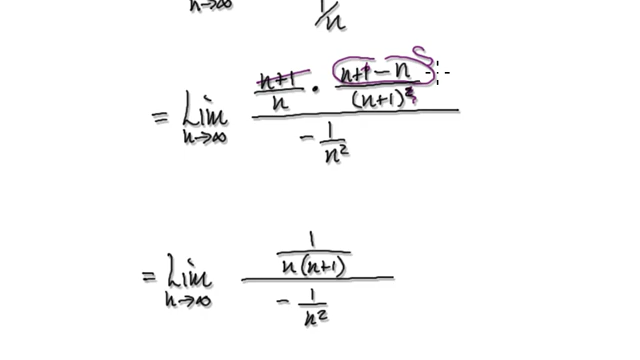 n→∞ 1/n
= Lim n→∞ ((n+1)/n · (n+1−n)/(n+1)²) / (−1/n²)
= Lim n→∞ (1/(n(n+1))) / (−1/n²)